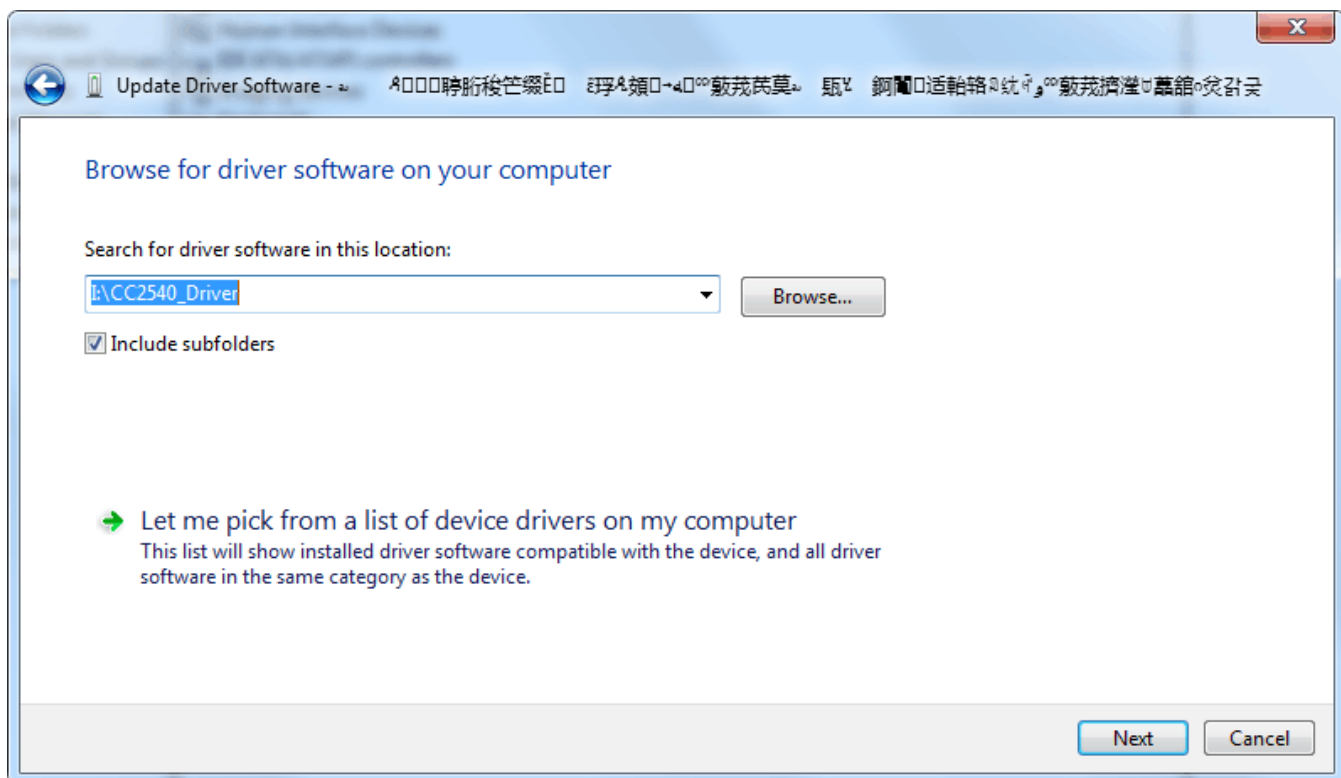 Update Driver Software -
Browse for driver software on your computer
Search for driver software in this location:
I:\CC2540_Driver
Browse...
Include subfolders
Let me pick from a list of device drivers on my computer
This list will show installed driver software compatible with the device, and all driver
software in the same category as the device.
Next
Cancel